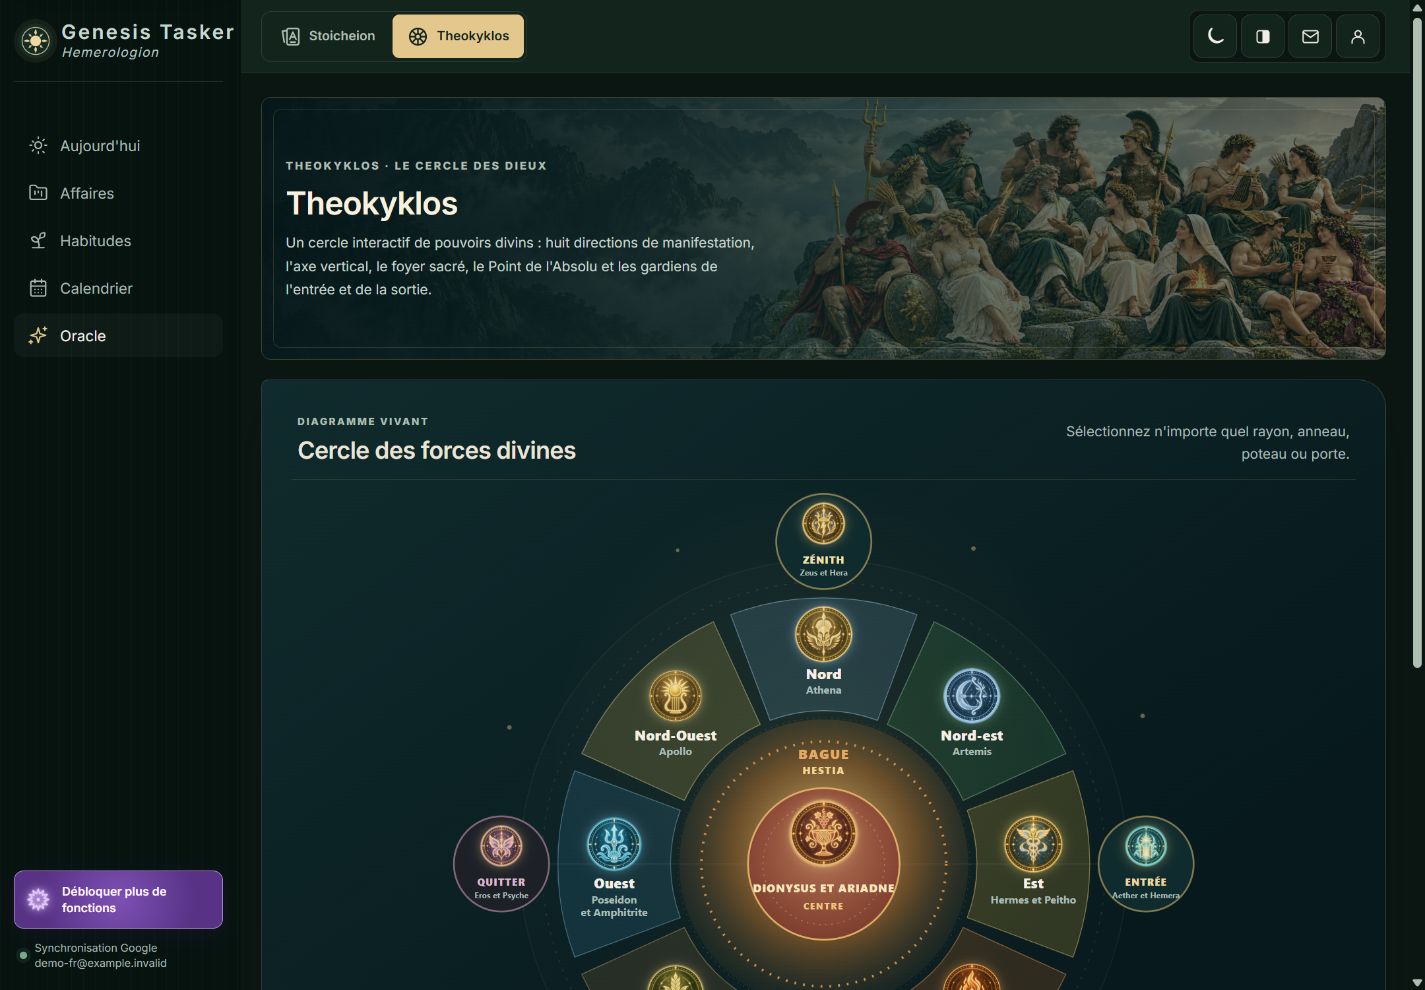 Genesis Tasker
Hemerologion
Stoicheion
Theokyklos
Aujourd'hui
Affaires
Habitudes
Calendrier
Oracle
THEOKYKLOS · LE CERCLE DES DIEUX
Theokyklos
Un cercle interactif de pouvoirs divins : huit directions de manifestation,
l'axe vertical, le foyer sacré, le Point de l'Absolu et les gardiens de
l'entrée et de la sortie.
DIAGRAMME VIVANT
Cercle des forces divines
Sélectionnez n'importe quel rayon, anneau,
poteau ou porte.
ZÉNITH
Zeus et Hera
Nord
Athena
Nord-Ouest
Apollo
Nord-est
Artemis
BAGUE
HESTIA
QUITTER
Eros et Psyche
Ouest
Poseidon
et Amphitrite
DIONYSUS ET ARIADNE
CENTRE
Est
Hermes et Peitho
ENTRÉE
Aether et Hemera
Débloquer plus de
fonctions
Synchronisation Google
demo-fr@example.invalid